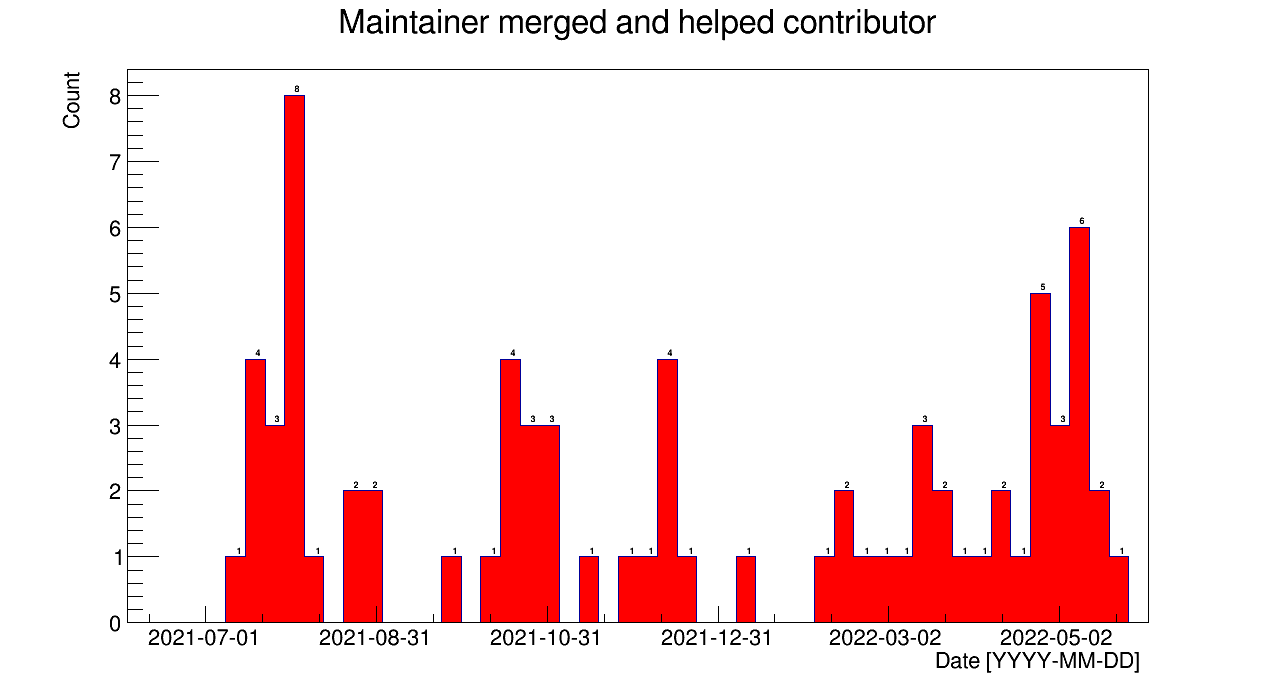 Maintainer merged and helped contributor
Count
8
7
6
5
4
3
2
1
0
1 4 3 8 1 2 2 1 1 4 3 3 1 1 1 4 1 1 1 2 1 1 1 3 2 1 1 2 1 5 3 6 2 1
2021-07-01 2021-08-31 2021-10-31 2021-12-31 2022-03-02 2022-05-02
Date [YYYY-MM-DD]